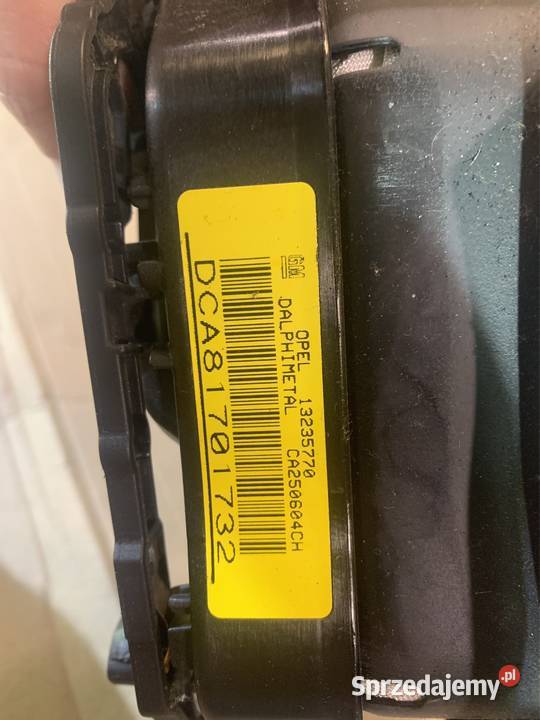 GM
OPEL 13235770
DALPHIMETAL CA250604CH
DCA81701732
Sprzedajemy.pl